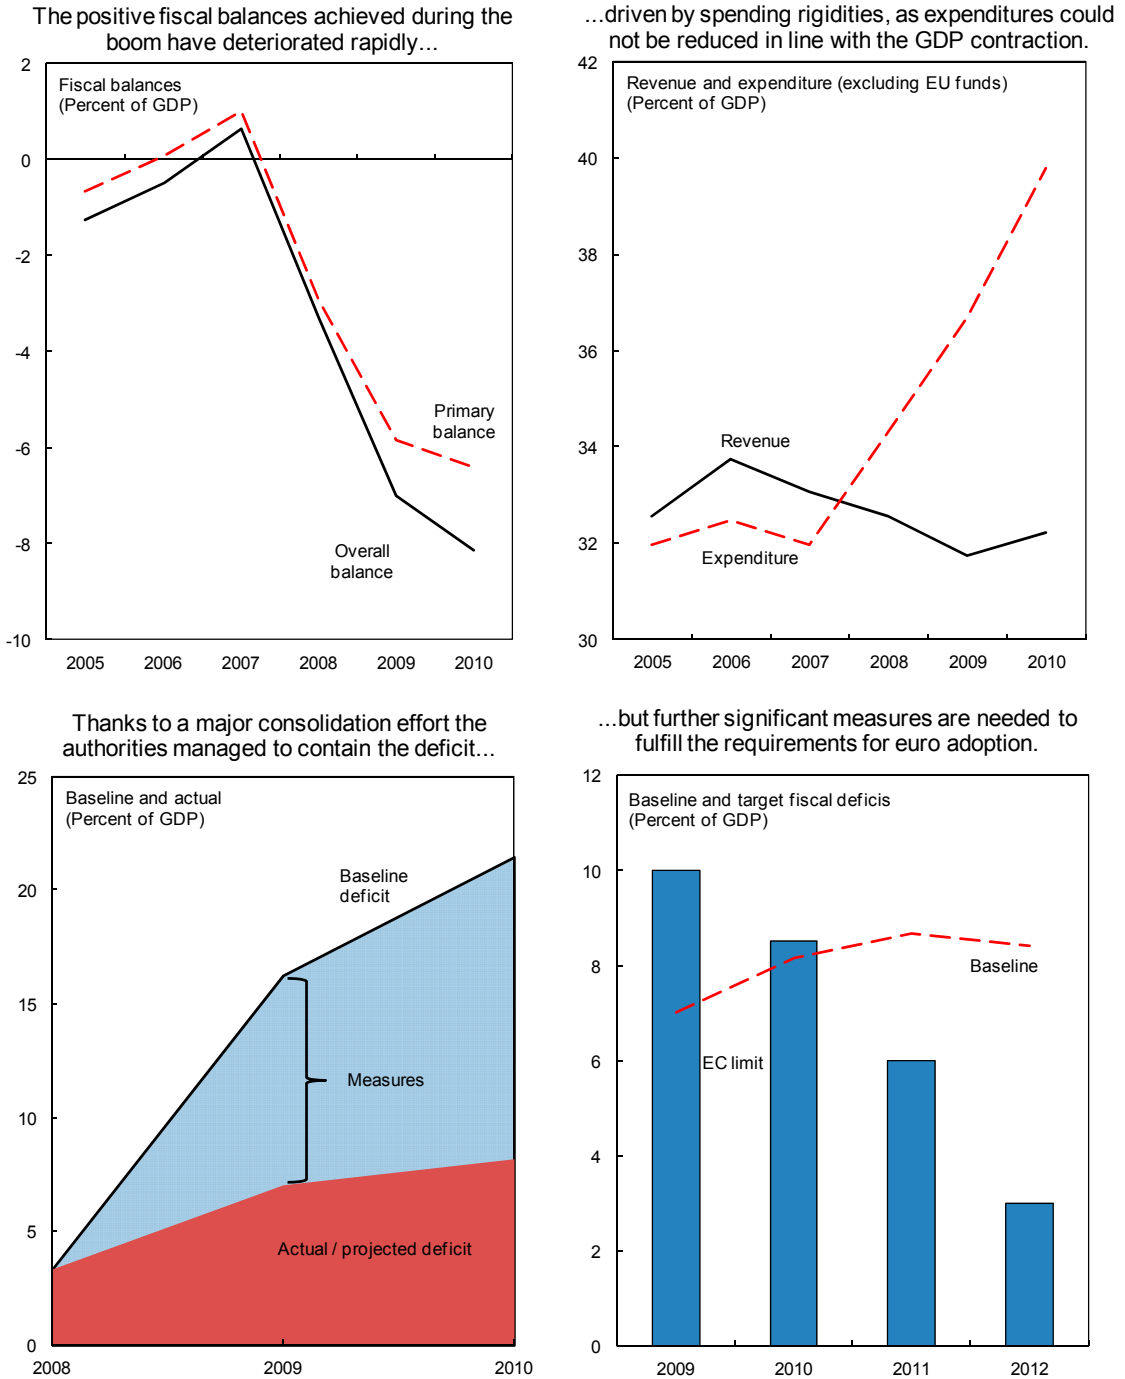 The positive fiscal balances achieved during the
boom have deteriorated rapidly...
2
Fiscal balances
(Percent of GDP)
0
-2
-4
Primary
balance
-6
-8
Overall
balance
-10
2005 2006 2007 2008 2009 2010
...driven by spending rigidities, as expenditures could
not be reduced in line with the GDP contraction.
42
Revenue and expenditure (excluding EU funds)
(Percent of GDP)
40
38
36
34
Revenue
32
Expenditure
30
2005 2006 2007 2008 2009 2010
Thanks to a major consolidation effort the
authorities managed to contain the deficit...
25
Baseline and actual
(Percent of GDP)
Baseline
deficit
20
15
Measures
10
5
Actual / projected deficit
0
2008 2009 2010
...but further significant measures are needed to
fulfill the requirements for euro adoption.
12
Baseline and target fiscal deficis
(Percent of GDP)
10
8
Baseline
6
EC limit
4
2
0
2009 2010 2011 2012